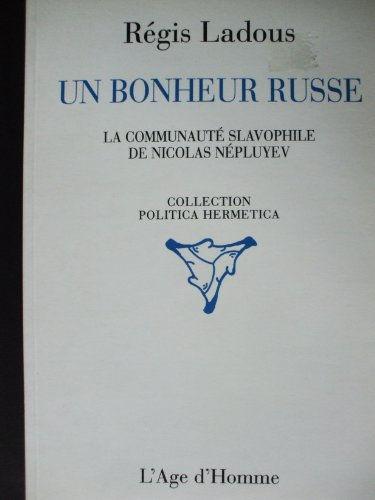 Régis Ladous
UN BONHEUR RUSSE
LA COMMUNAUTÉ SLAVOPHILE
DE NICOLAS NÉPLUYEV
COLLECTION
POLITICA HERMETICA
L'Age d'Homme